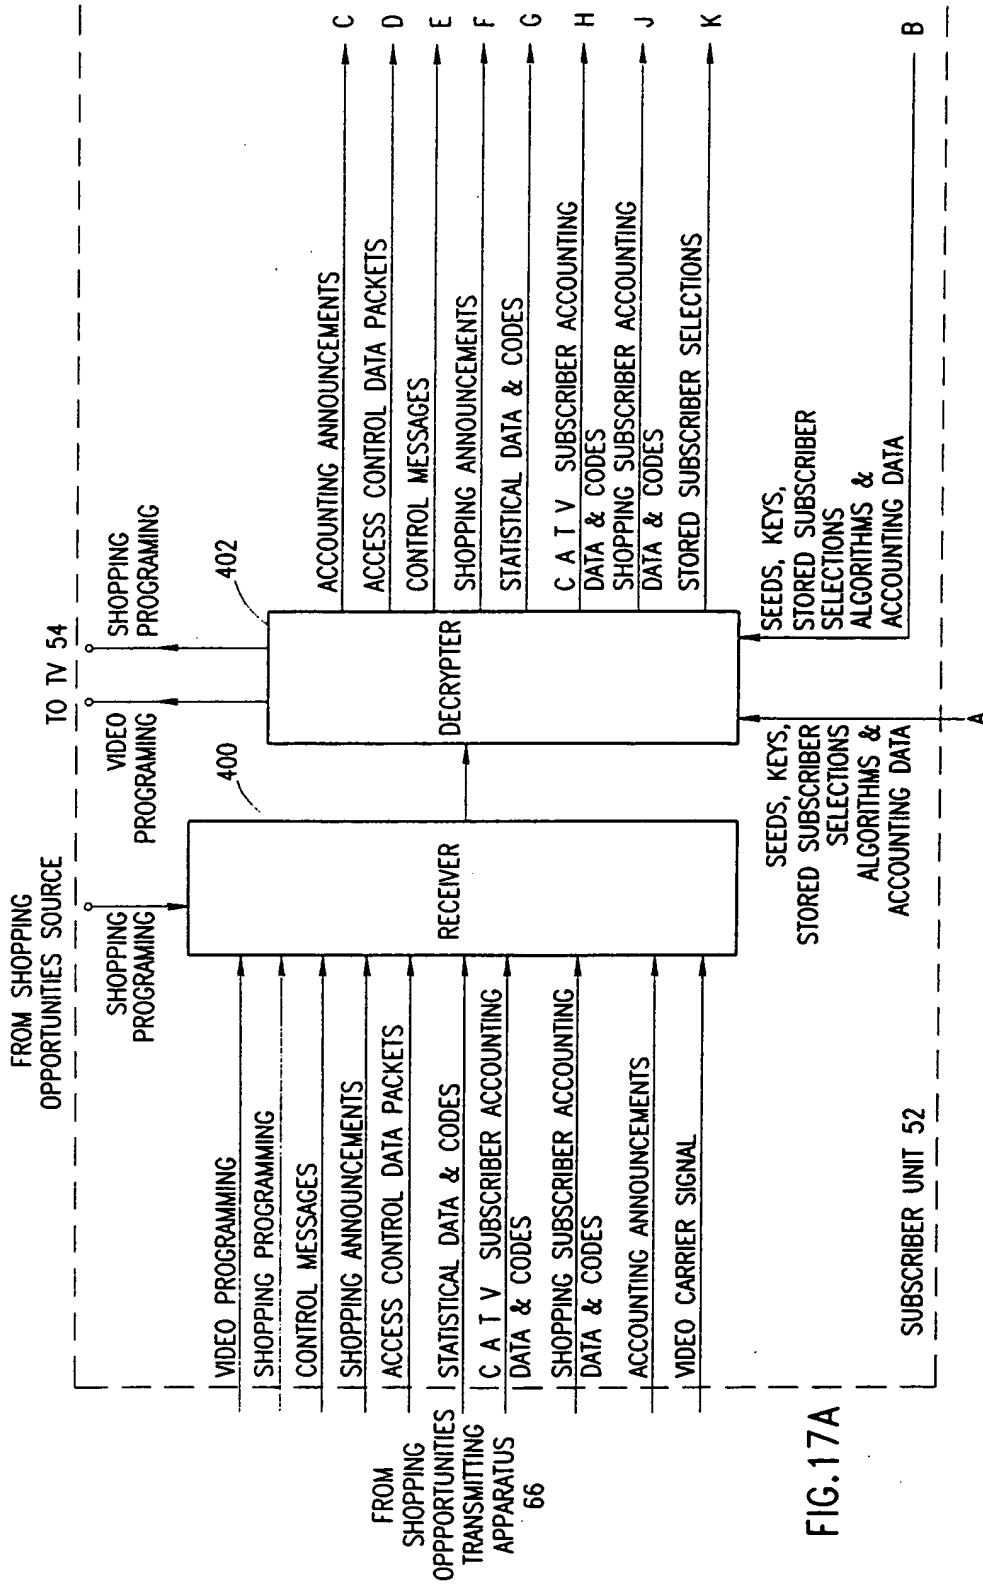 FROM SHOPPING
OPPORTUNITIES SOURCE
SHOPPING
PROGRAMING
TO TV 54
VIDEO
PROGRAMING
SHOPPING
PROGRAMING
400
402
FROM
SHOPPING
OPPPORTUNITIES
TRANSMITTING
APPARATUS
66
VIDEO PROGRAMMING
SHOPPING PROGRAMMING
CONTROL MESSAGES
SHOPPING ANNOUNCEMENTS
ACCESS CONTROL DATA PACKETS
STATISTICAL DATA & CODES
C A T V SUBSCRIBER ACCOUNTING
DATA & CODES
SHOPPING SUBSCRIBER ACCOUNTING
DATA & CODES
ACCOUNTING ANNOUNCEMENTS
VIDEO CARRIER SIGNAL
RECEIVER
DECRYPTER
ACCOUNTING ANNOUNCEMENTS
C
ACCESS CONTROL DATA PACKETS
D
CONTROL MESSAGES
E
SHOPPING ANNOUNCEMENTS
F
STATISTICAL DATA & CODES
G
C A T V SUBSCRIBER ACCOUNTING
DATA & CODES
H
SHOPPING SUBSCRIBER ACCOUNTING
DATA & CODES
J
STORED SUBSCRIBER SELECTIONS
K
SEEDS, KEYS,
STORED SUBSCRIBER
SELECTIONS
ALGORITHMS &
ACCOUNTING DATA
A
SEEDS, KEYS,
STORED SUBSCRIBER
SELECTIONS
ALGORITHMS &
ACCOUNTING DATA
B
SUBSCRIBER UNIT 52
FIG.17A